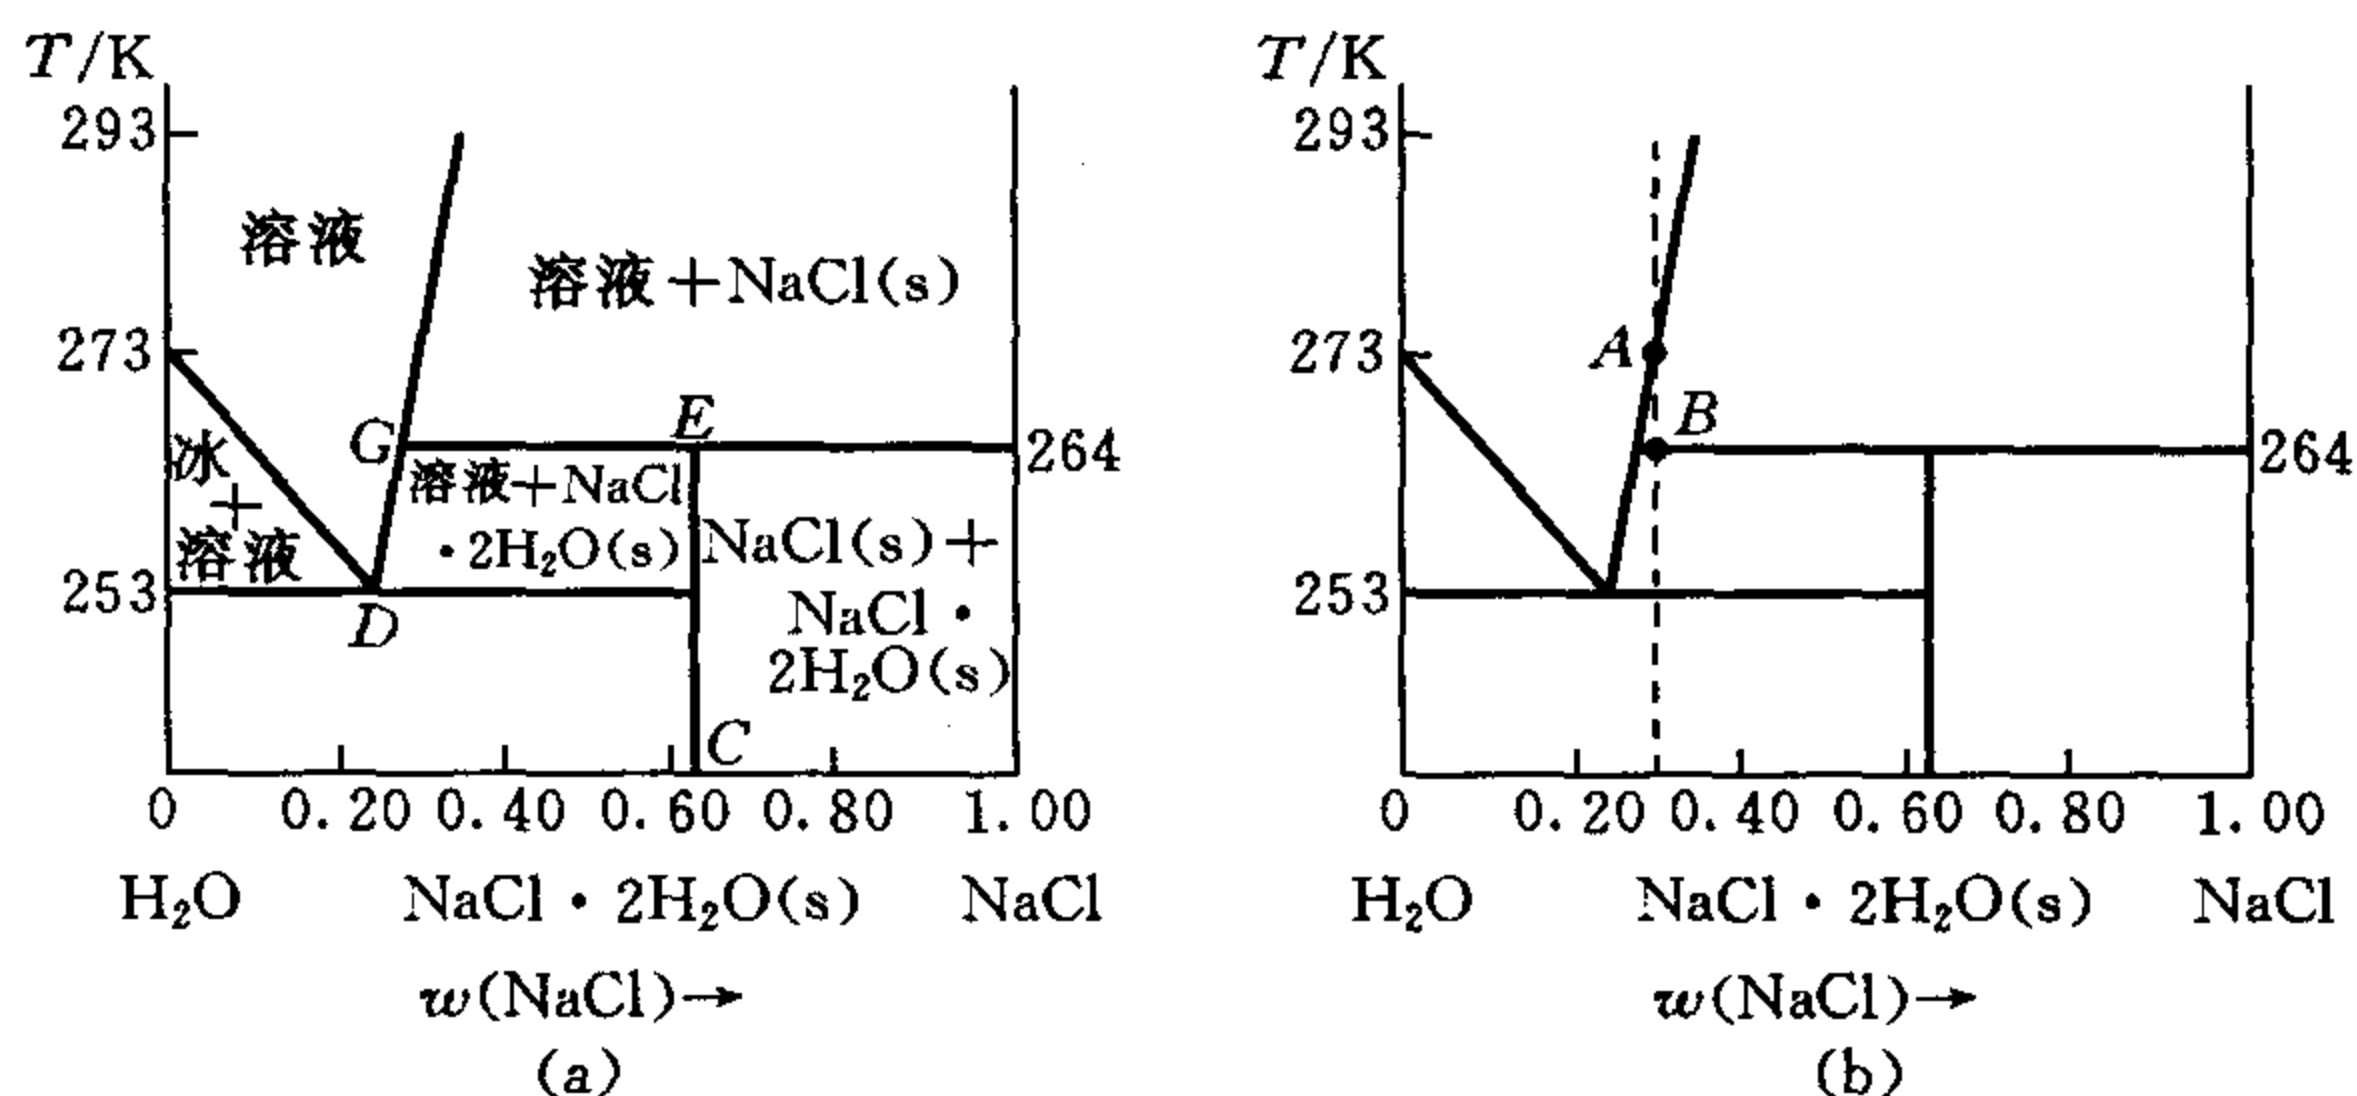 T/K
293
溶液
溶液+NaCl(s)
273
G
E
冰
+
溶液
溶液+NaCl
·2H₂O(s)
264
NaCl(s)+
NaCl·
2H₂O(s)
253
D
C
0 0.20 0.40 0.60 0.80 1.00
H₂O NaCl·2H₂O(s) NaCl
w(NaCl)→
(a)
T/K
293
273
A
B
264
253
0 0.20 0.40 0.60 0.80 1.00
H₂O NaCl·2H₂O(s) NaCl
w(NaCl)→
(b)